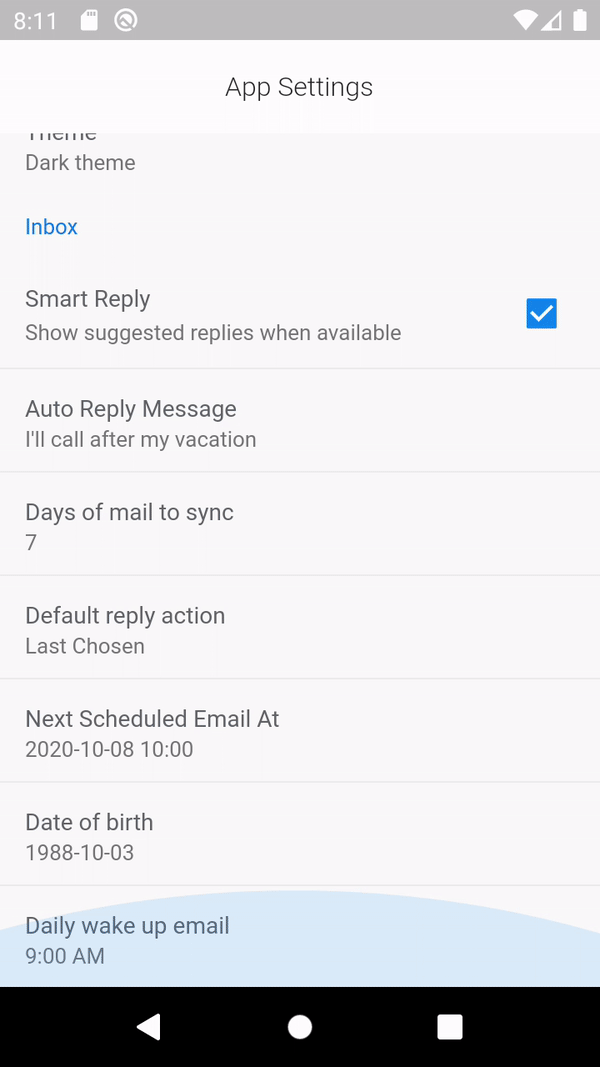 8:11
App Settings
Theme
Dark theme
Inbox
Smart Reply
Show suggested replies when available
Auto Reply Message
I'll call after my vacation
Days of mail to sync
7
Default reply action
Last Chosen
Next Scheduled Email At
2020-10-08 10:00
Date of birth
1988-10-03
Daily wake up email
9:00 AM